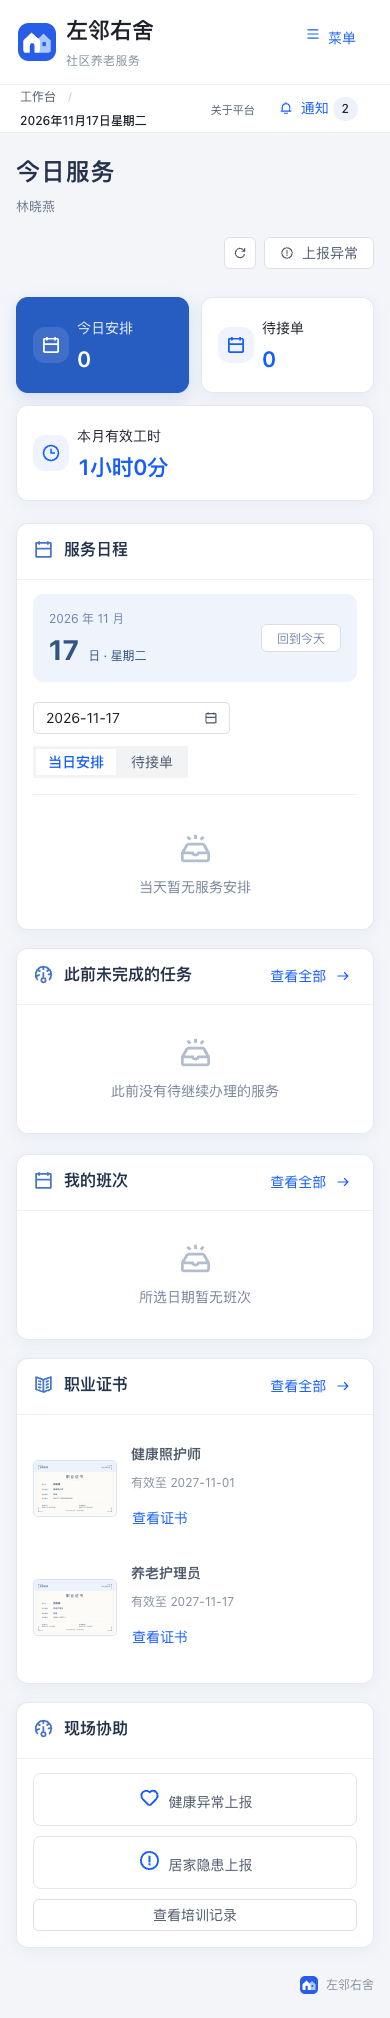 左邻右舍
社区养老服务
菜单
工作台 /
2026年11月17日星期二
关于平台
通知 2
今日服务
林晓燕
上报异常
今日安排
0
待接单
0
本月有效工时
1小时0分
服务日程
2026 年 11 月
17 日 · 星期二
回到今天
2026-11-17
当日安排 待接单
当天暂无服务安排
此前未完成的任务
查看全部
此前没有待继续办理的服务
我的班次
查看全部
所选日期暂无班次
职业证书
查看全部
职业证书
健康照护师
有效至 2027-11-01
查看证书
职业证书
养老护理员
有效至 2027-11-17
查看证书
现场协助
健康异常上报
居家隐患上报
查看培训记录
左邻右舍